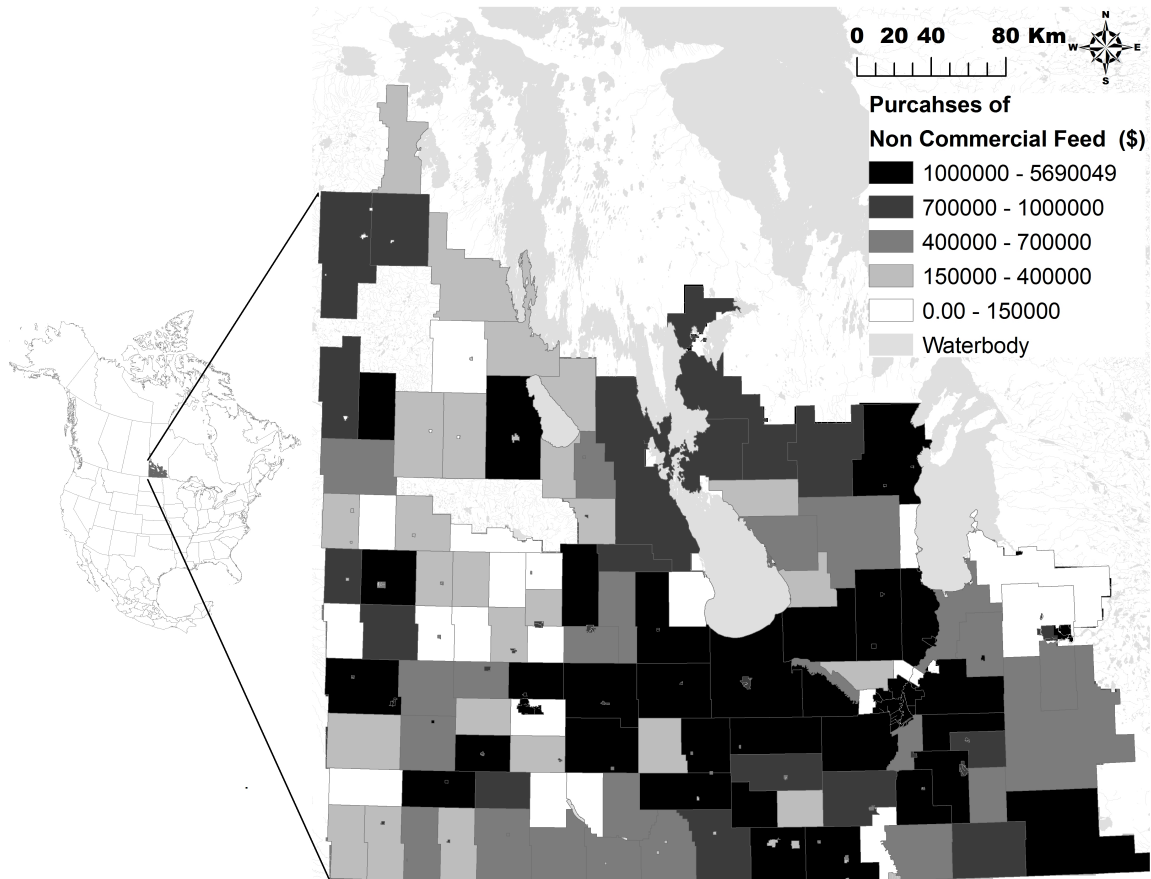 0 20 40 80 Km
N
W E
S
Purcahses of
Non Commercial Feed ($)
1000000 - 5690049
700000 - 1000000
400000 - 700000
150000 - 400000
0.00 - 150000
Waterbody